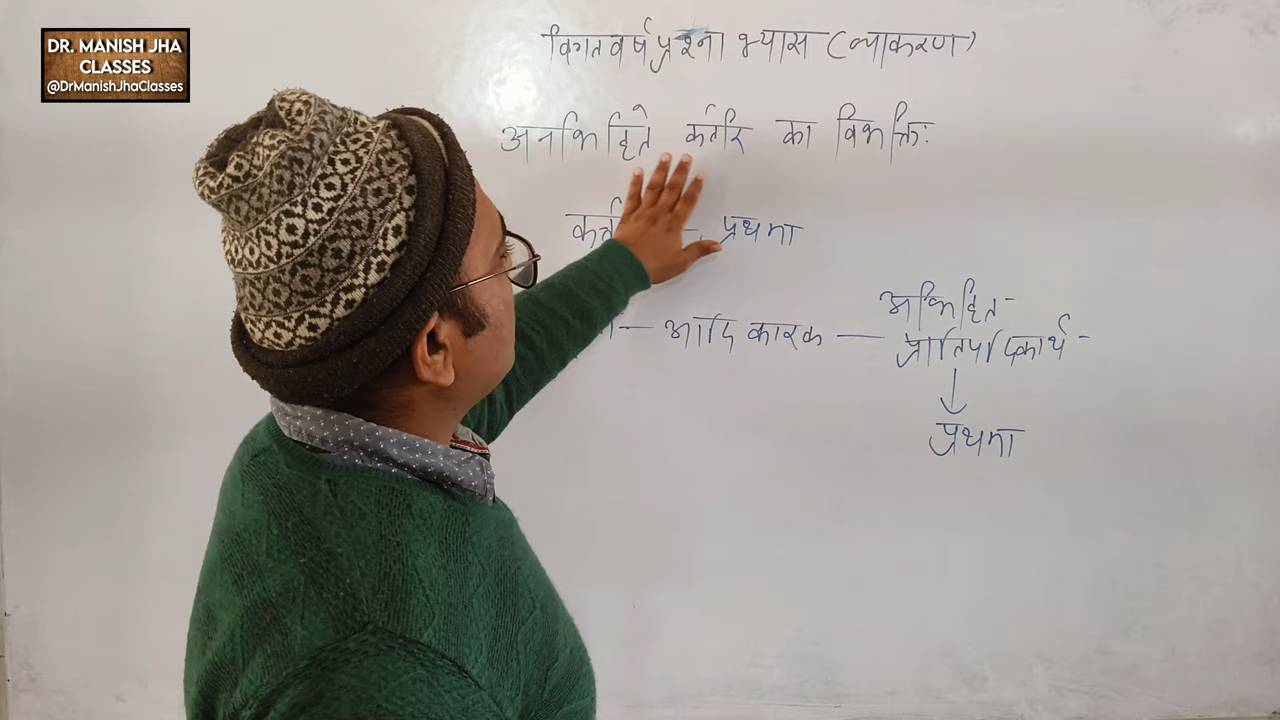 DR. MANISH JHA
CLASSES
@DrManishJhaClasses
विगतवर्षप्रश्नाभ्यास (व्याकरण)
अनभिहिते कर्तरि का विभक्तिः
प्रथमा
— आदि कारक — अभिहित-
प्रातिपदिकार्थ-
↓
प्रथमा